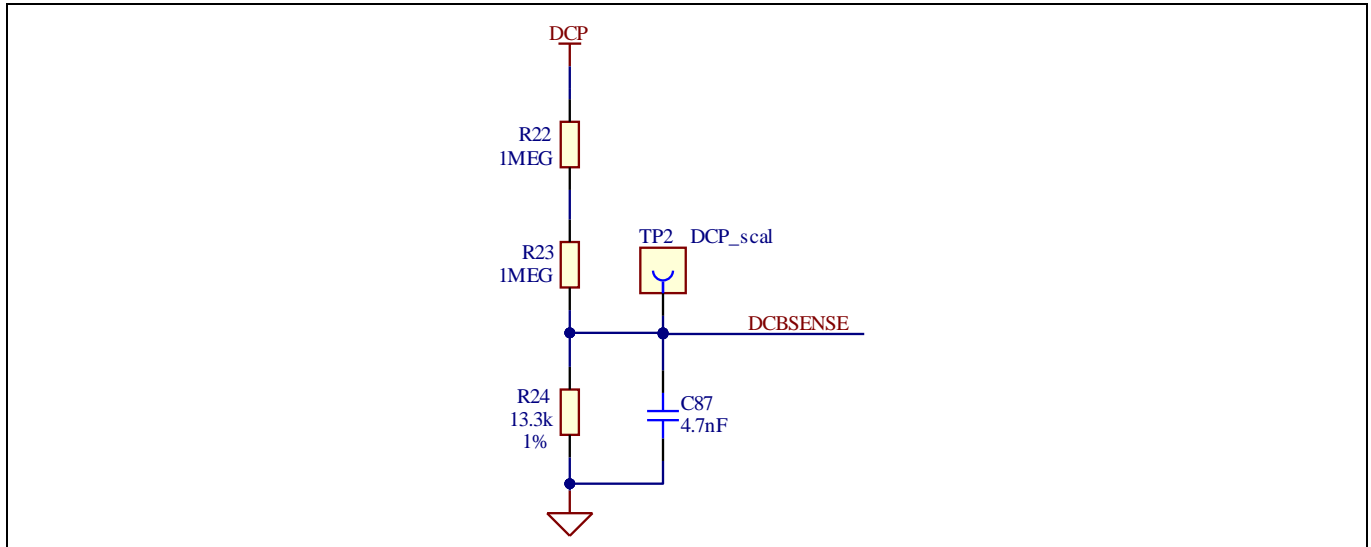 DCP
R22
1MEG
R23
1MEG
TP2 DCP_scal
DCBSENSE
R24
13.3k
1%
C87
4.7nF